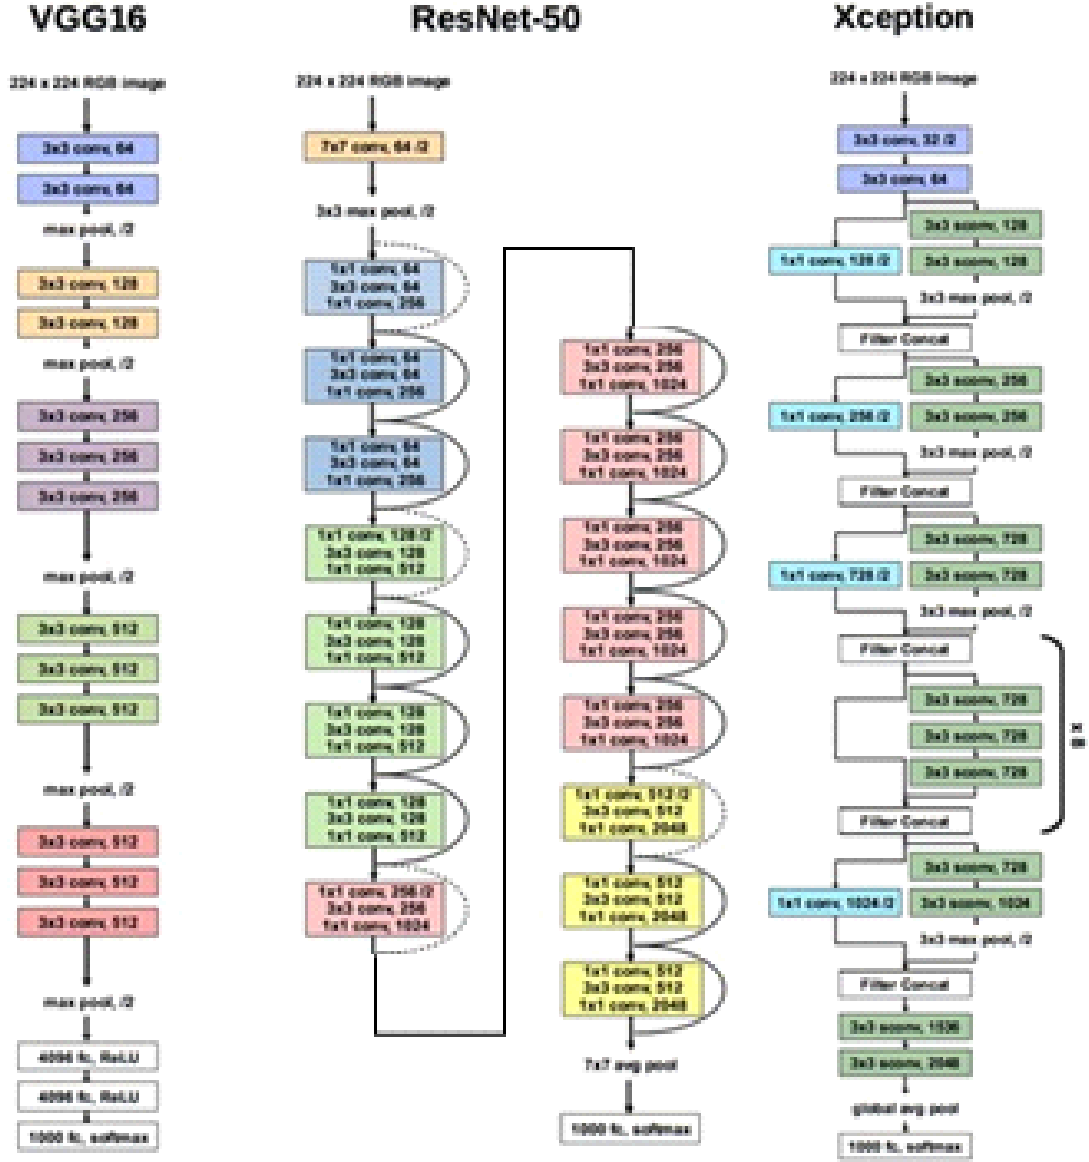 VGG16
224 x 224 RGB image
3x3 conv, 64
3x3 conv, 64
max pool, /2
3x3 conv, 128
3x3 conv, 128
max pool, /2
3x3 conv, 256
3x3 conv, 256
3x3 conv, 256
max pool, /2
3x3 conv, 512
3x3 conv, 512
3x3 conv, 512
max pool, /2
3x3 conv, 512
3x3 conv, 512
3x3 conv, 512
max pool, /2
4096 fc, ReLU
4096 fc, ReLU
1000 fc, softmax
ResNet-50
224 x 224 RGB image
7x7 conv, 64 /2
3x3 max pool, /2
1x1 conv, 64
3x3 conv, 64
1x1 conv, 256
1x1 conv, 64
3x3 conv, 64
1x1 conv, 256
1x1 conv, 64
3x3 conv, 64
1x1 conv, 256
1x1 conv, 128 /2
3x3 conv, 128
1x1 conv, 512
1x1 conv, 128
3x3 conv, 128
1x1 conv, 512
1x1 conv, 128
3x3 conv, 128
1x1 conv, 512
1x1 conv, 128
3x3 conv, 128
1x1 conv, 512
1x1 conv, 256 /2
3x3 conv, 256
1x1 conv, 1024
1x1 conv, 256
3x3 conv, 256
1x1 conv, 1024
1x1 conv, 256
3x3 conv, 256
1x1 conv, 1024
1x1 conv, 256
3x3 conv, 256
1x1 conv, 1024
1x1 conv, 256
3x3 conv, 256
1x1 conv, 1024
1x1 conv, 256
3x3 conv, 256
1x1 conv, 1024
1x1 conv, 512 /2
3x3 conv, 512
1x1 conv, 2048
1x1 conv, 512
3x3 conv, 512
1x1 conv, 2048
1x1 conv, 512
3x3 conv, 512
1x1 conv, 2048
7x7 avg pool
1000 fc, softmax
Xception
224 x 224 RGB image
3x3 conv, 32 /2
3x3 conv, 64
3x3 sconv, 128
1x1 conv, 128 /2
3x3 sconv, 128
3x3 max pool, /2
Filter Concat
3x3 sconv, 256
1x1 conv, 256 /2
3x3 sconv, 256
3x3 max pool, /2
Filter Concat
3x3 sconv, 728
1x1 conv, 728 /2
3x3 sconv, 728
3x3 max pool, /2
Filter Concat
3x3 sconv, 728
3x3 sconv, 728
3x3 sconv, 728
8 x
Filter Concat
3x3 sconv, 728
1x1 conv, 1024 /2
3x3 sconv, 1024
3x3 max pool, /2
Filter Concat
3x3 sconv, 1536
3x3 sconv, 2048
global avg pool
1000 fc, softmax